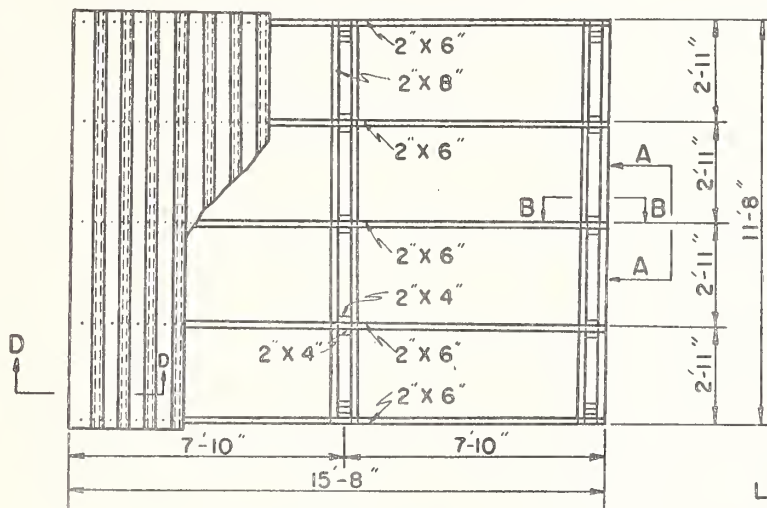 2" X 6"
2" X 8"
2" X 6"
2'-11"
2'-11"
2'-11"
2'-11"
11'-8"
A
B B
A
2" X 6"
2" X 4"
2" X 4"
2" X 6"
2" X 6"
D
D
7'-10" 7'-10"
15'-8"
L